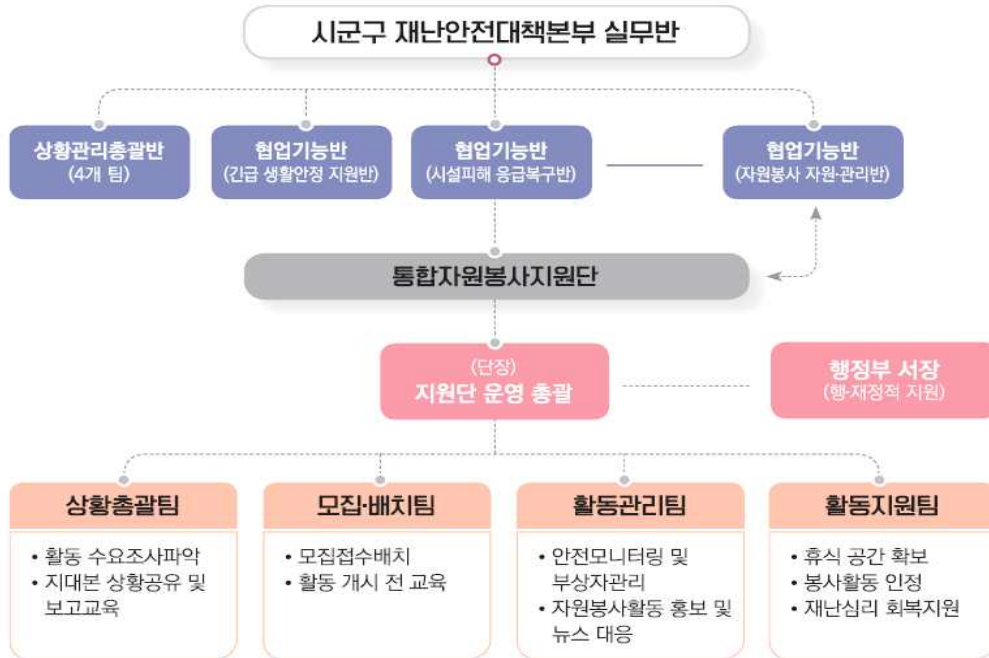 시군구 재난안전대책본부 실무반
상황관리총괄반
(4개 팀)
협업기능반
(긴급 생활안정 지원반)
협업기능반
(시설피해 응급복구반)
협업기능반
(자원봉사 자원·관리반)
통합자원봉사지원단
(단장)
지원단 운영 총괄
행정부 서장
(행·재정적 지원)
상황총괄팀
• 활동 수요조사파악
• 지대본 상황공유 및
보고교육
모집·배치팀
• 모집접수배치
• 활동 개시 전 교육
활동관리팀
• 안전모니터링 및
부상자관리
• 자원봉사활동 홍보 및
뉴스 대응
활동지원팀
• 휴식 공간 확보
• 봉사활동 인정
• 재난심리 회복지원